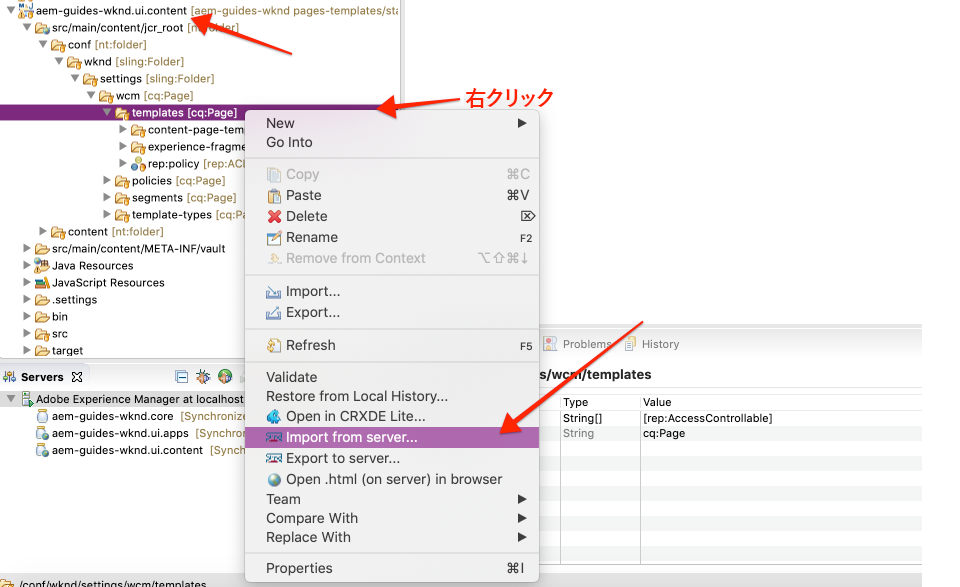 aem-guides-wknd.ui.content [aem-guides-wknd pages-templates/sta
src/main/content/jcr_root [nt:folder]
conf [nt:folder]
wknd [sling:Folder]
settings [sling:Folder]
wcm [cq:Page]
右クリック
templates [cq:Page]
content-page-tem
experience-fragme
rep:policy [rep:ACL
policies [cq:Page]
segments [cq:Page]
template-types [cq:Pa
content [nt:folder]
src/main/content/META-INF/vault
Java Resources
JavaScript Resources
.settings
bin
src
target
New
Go Into
Copy ⌘C
Paste ⌘V
Delete ⌦
Rename F2
Remove from Context ⌥⇧⌘↓
Import...
Export...
Refresh F5
Validate
Restore from Local History...
Open in CRXDE Lite...
Import from server...
Export to server...
Open .html (on server) in browser
Team
Compare With
Replace With
Properties ⌘I
Servers
Adobe Experience Manager at localhost
aem-guides-wknd.core [Synchronize
aem-guides-wknd.ui.apps [Synchron
aem-guides-wknd.ui.content [Synch
Problems History
s/wcm/templates
Type Value
String[] [rep:AccessControllable]
String cq:Page
/conf/wknd/settings/wcm/templates